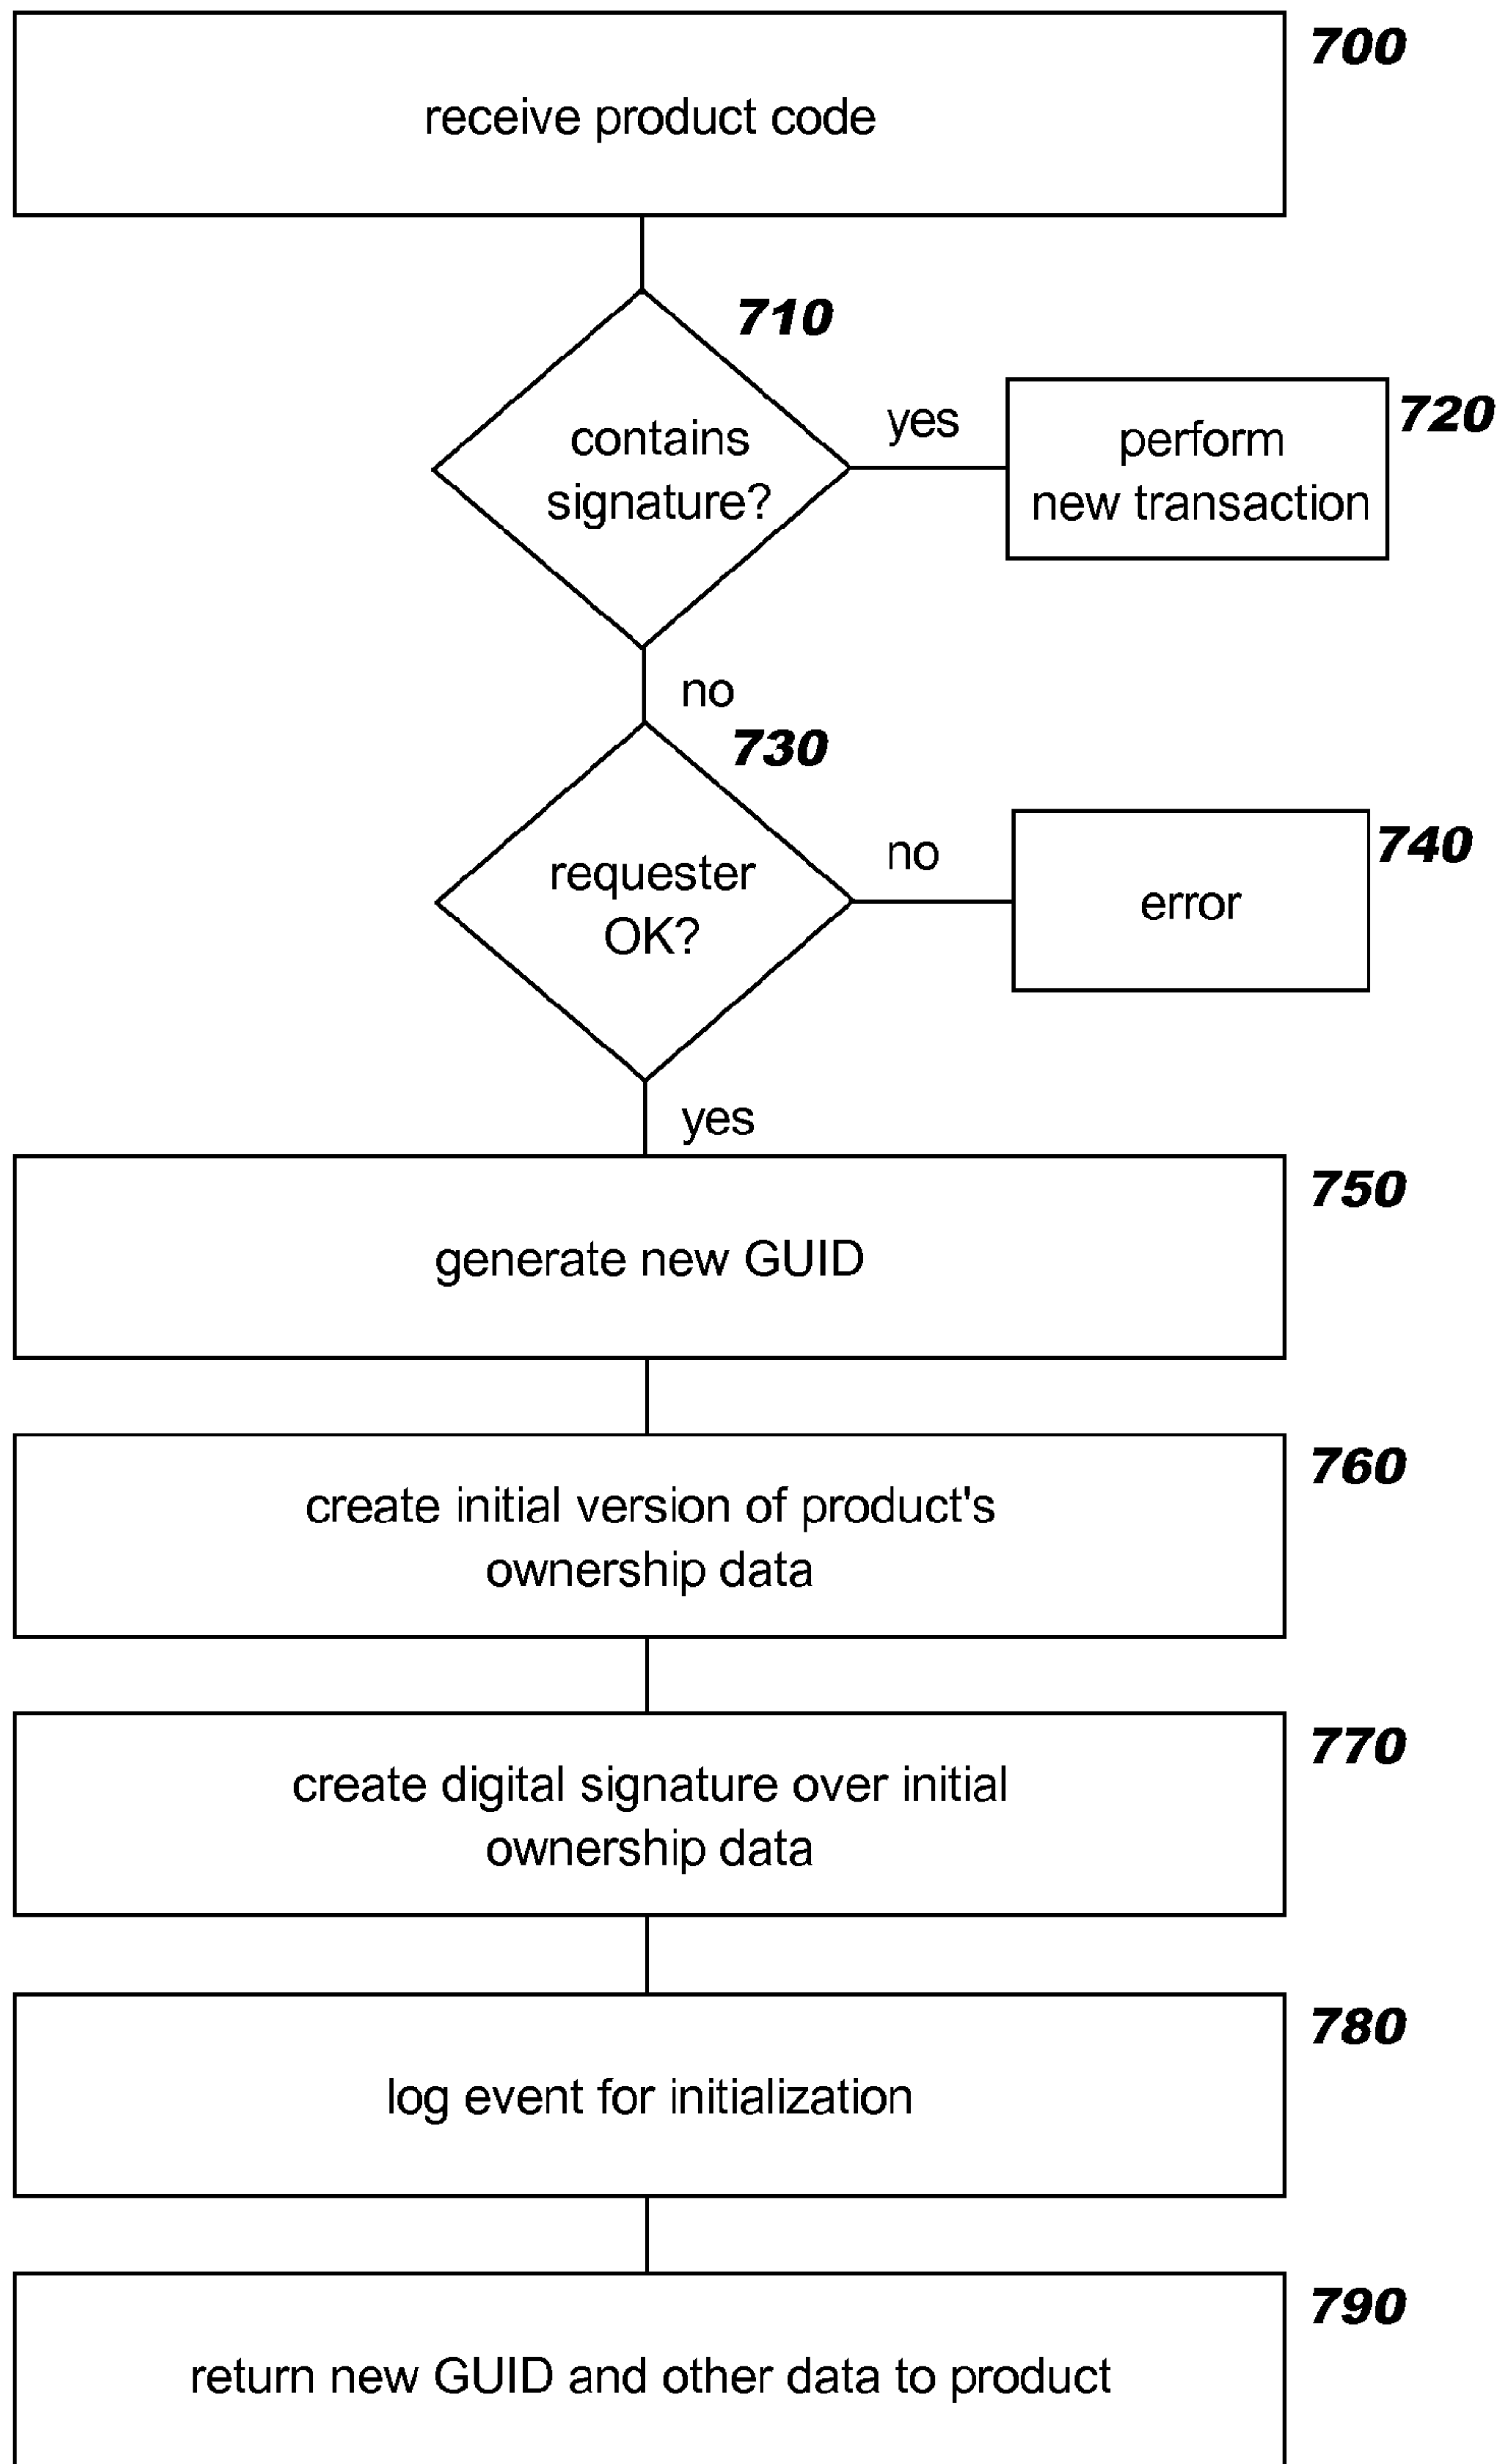 700
receive product code
710
contains
signature?
yes
perform
new transaction
720
no
730
requester
OK?
no
error
740
yes
750
generate new GUID
760
create initial version of product's
ownership data
770
create digital signature over initial
ownership data
780
log event for initialization
790
return new GUID and other data to product